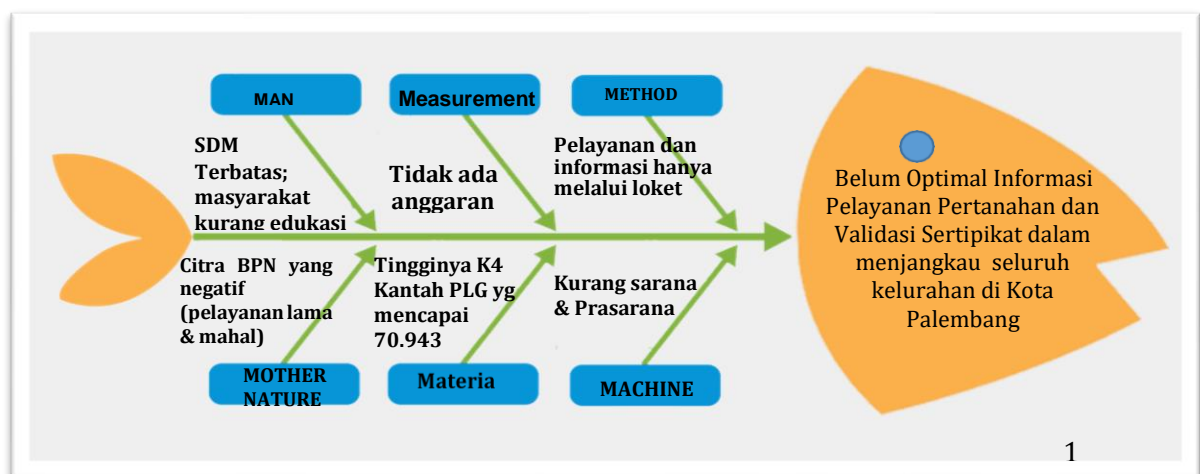 MAN
Measurement
METHOD
SDM
Terbatas;
masyarakat
kurang edukasi
Tidak ada
anggaran
Pelayanan dan
informasi hanya
melalui loket
Belum Optimal Informasi
Pelayanan Pertanahan dan
Validasi Sertipikat dalam
menjangkau seluruh
kelurahan di Kota
Palembang
Citra BPN yang
negatif
(pelayanan lama
& mahal)
Tingginya K4
Kantah PLG yg
mencapai
70.943
Kurang sarana
& Prasarana
MOTHER
NATURE
Materia
MACHINE
1